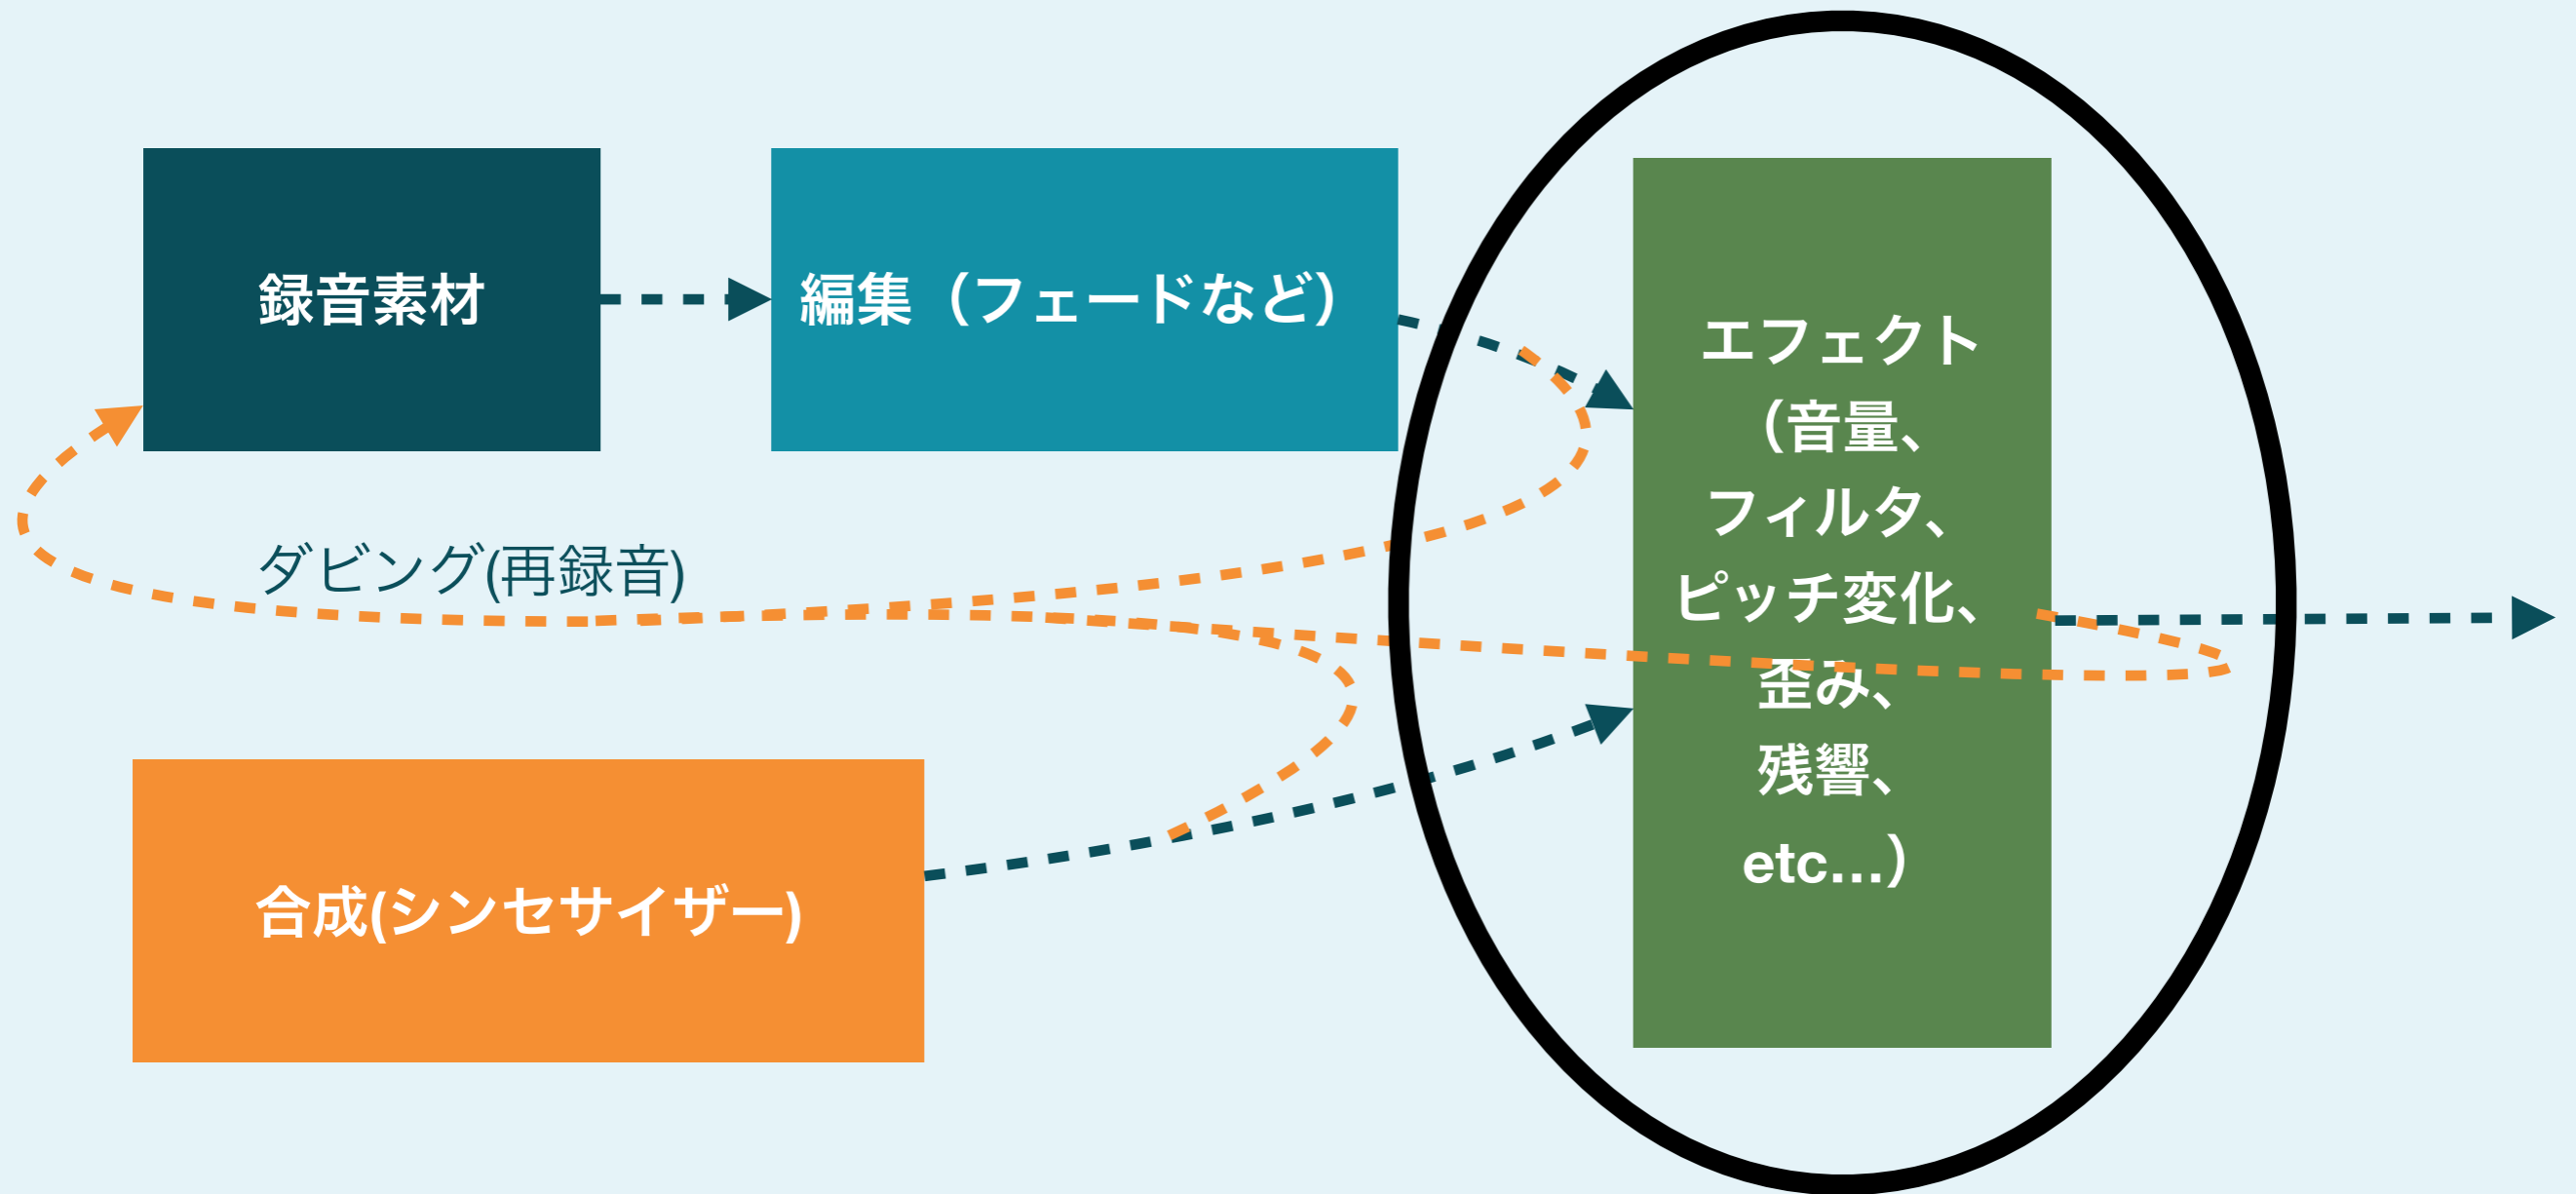 録音素材
編集（フェードなど）
エフェクト
（音量、
フィルタ、
ピッチ変化、
歪み、
残響、
etc...）
ダビング(再録音)
合成(シンセサイザー)